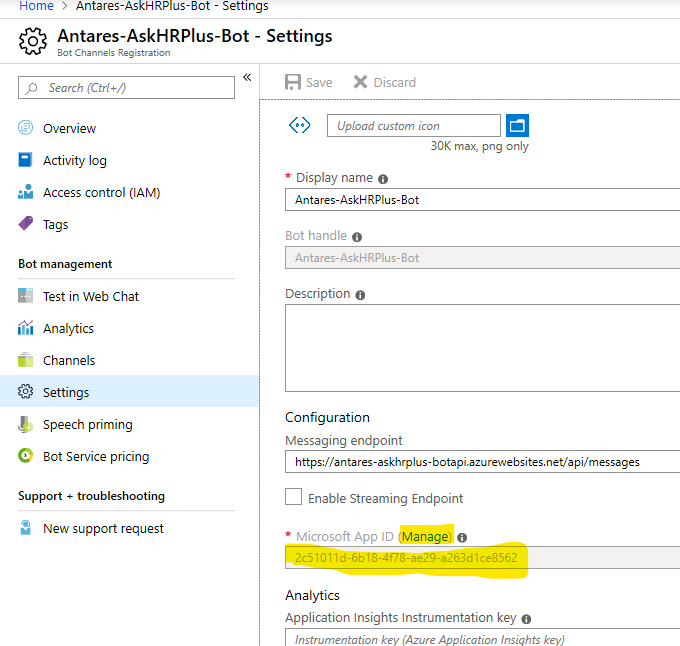 Home > Antares-AskHRPlus-Bot - Settings
Antares-AskHRPlus-Bot - Settings
Bot Channels Registration
Search (Ctrl+/)
«
Overview
Activity log
Access control (IAM)
Tags
Bot management
Test in Web Chat
Analytics
Channels
Settings
Speech priming
Bot Service pricing
Support + troubleshooting
New support request
Save
Discard
Upload custom icon
30K max, png only
* Display name
Antares-AskHRPlus-Bot
Bot handle
Antares-AskHRPlus-Bot
Description
Configuration
Messaging endpoint
https://antares-askhrplus-botapi.azurewebsites.net/api/messages
Enable Streaming Endpoint
* Microsoft App ID (Manage)
2c51011d-6b18-4f78-ae29-a263d1ce8562
Analytics
Application Insights Instrumentation key
Instrumentation key (Azure Application Insights key)